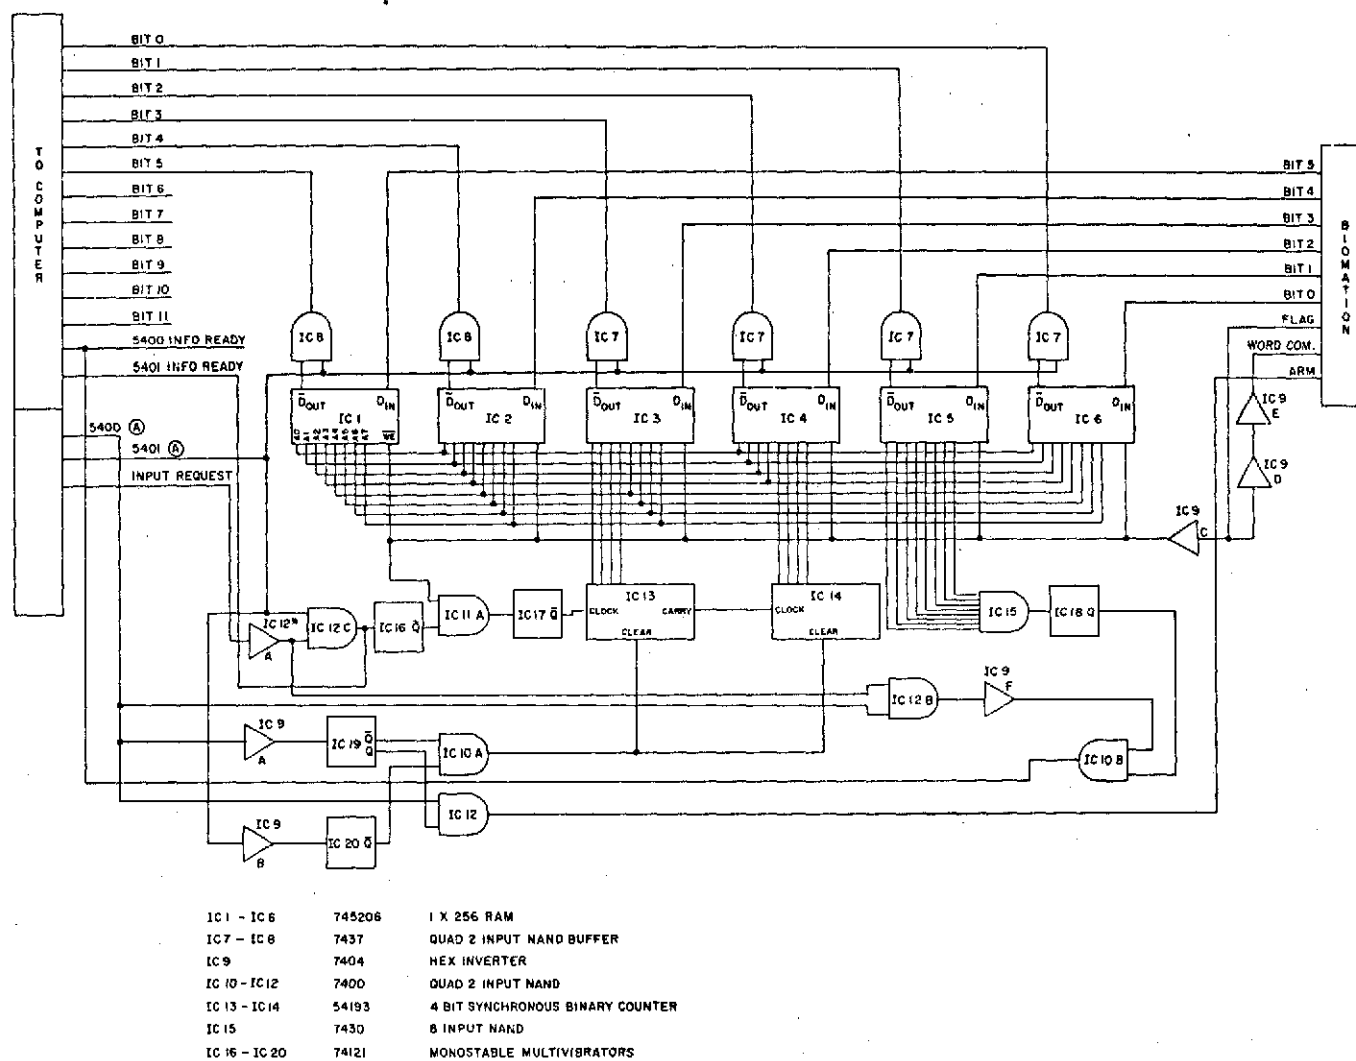 TO COMPUTER
BIT 0
BIT 1
BIT 2
BIT 3
BIT 4
BIT 5
BIT 6
BIT 7
BIT 8
BIT 9
BIT 10
BIT 11
5400 INFO READY
5401 INFO READY
5400 (A)
5401 (A)
INPUT REQUEST
BIOMATION
BIT 5
BIT 4
BIT 3
BIT 2
BIT 1
BIT 0
FLAG
WORD COM.
ARM
IC 8
IC 8
IC 7
IC 7
IC 7
IC 7
D̅OUT DIN
IC 1
A0 A1 A2 A3 A4 A5 A6 A7 W̅E̅
D̅OUT DIN
IC 2
D̅OUT DIN
IC 3
D̅OUT DIN
IC 4
D̅OUT DIN
IC 5
D̅OUT DIN
IC 6
IC 9 E
IC 9 D
IC 9 C
IC 12 A
IC 12 C
IC 16 Q̅
IC 11 A
IC 17 Q̅
IC 13
CLOCK CARRY
CLEAR
IC 14
CLOCK
CLEAR
IC 15
IC 18 Q
IC 12 B
IC 9 F
IC 9 A
IC 19 Q̅ Q
IC 10 A
IC 10 B
IC 12
IC 9 B
IC 20 Q̅
IC 1 - IC 6 745206 1 X 256 RAM
IC 7 - IC 8 7437 QUAD 2 INPUT NAND BUFFER
IC 9 7404 HEX INVERTER
IC 10 - IC 12 7400 QUAD 2 INPUT NAND
IC 13 - IC 14 54193 4 BIT SYNCHRONOUS BINARY COUNTER
IC 15 7430 8 INPUT NAND
IC 16 - IC 20 74121 MONOSTABLE MULTIVIBRATORS